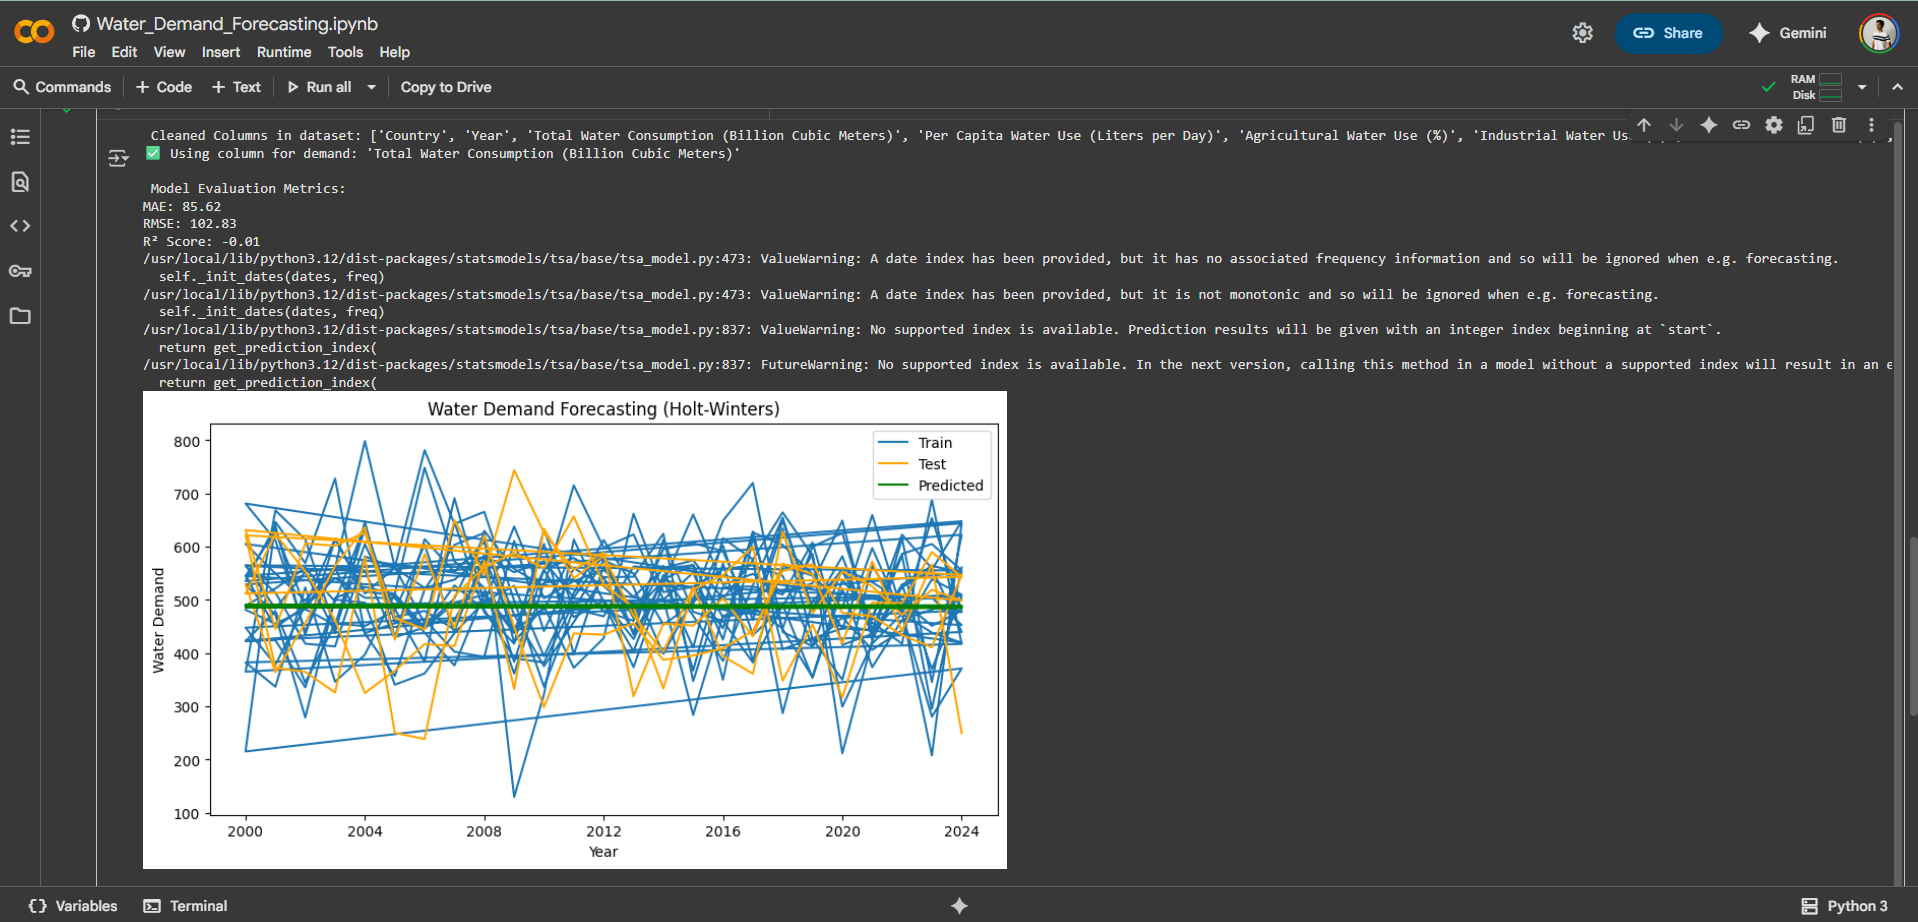 Water_Demand_Forecasting.ipynb
File Edit View Insert Runtime Tools Help
Share
Gemini
Commands + Code + Text Run all Copy to Drive
RAM
Disk
Cleaned Columns in dataset: ['Country', 'Year', 'Total Water Consumption (Billion Cubic Meters)', 'Per Capita Water Use (Liters per Day)', 'Agricultural Water Use (%)', 'Industrial Water Us
Using column for demand: 'Total Water Consumption (Billion Cubic Meters)'
Model Evaluation Metrics:
MAE: 85.62
RMSE: 102.83
R² Score: -0.01
/usr/local/lib/python3.12/dist-packages/statsmodels/tsa/base/tsa_model.py:473: ValueWarning: A date index has been provided, but it has no associated frequency information and so will be ignored when e.g. forecasting.
self._init_dates(dates, freq)
/usr/local/lib/python3.12/dist-packages/statsmodels/tsa/base/tsa_model.py:473: ValueWarning: A date index has been provided, but it is not monotonic and so will be ignored when e.g. forecasting.
self._init_dates(dates, freq)
/usr/local/lib/python3.12/dist-packages/statsmodels/tsa/base/tsa_model.py:837: ValueWarning: No supported index is available. Prediction results will be given with an integer index beginning at `start`.
return get_prediction_index(
/usr/local/lib/python3.12/dist-packages/statsmodels/tsa/base/tsa_model.py:837: FutureWarning: No supported index is available. In the next version, calling this method in a model without a supported index will result in an e
return get_prediction_index(
Water Demand Forecasting (Holt-Winters)
Train
Test
Predicted
800
700
600
500
400
300
200
100
Water Demand
2000 2004 2008 2012 2016 2020 2024
Year
Variables Terminal
Python 3